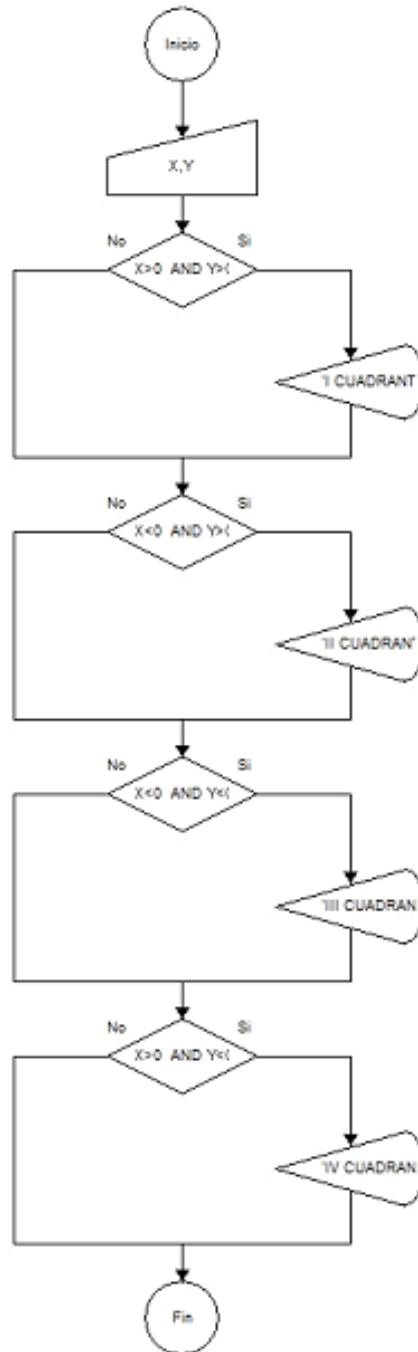 Inicio
X,Y
No
Si
X>0 AND Y>(
'I CUADRANT
No
Si
X<0 AND Y>(
'II CUADRAN'
No
Si
X<0 AND Y<(
'III CUADRAN
No
Si
X>0 AND Y<(
'IV CUADRAN
Fin